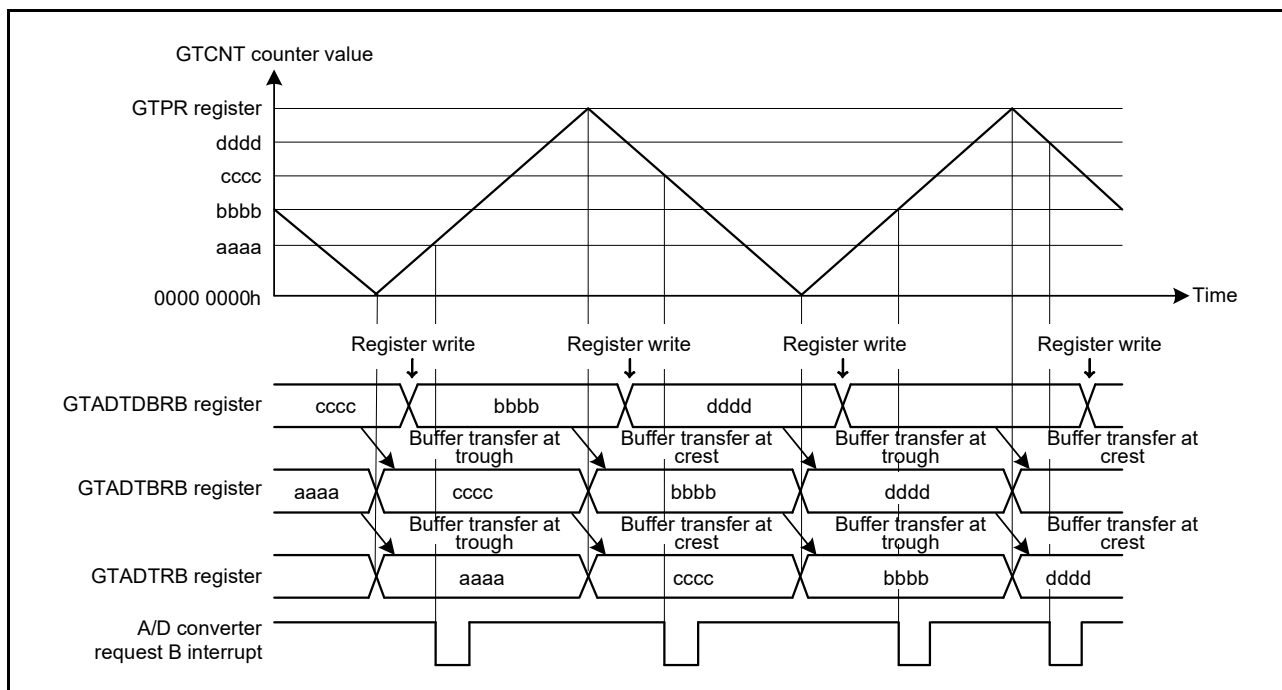 GTCNT counter value
GTPR register
dddd
cccc
bbbb
aaaa
0000 0000h
Time
Register write Register write Register write Register write
GTADTDBRB register cccc bbbb dddd
Buffer transfer at trough
Buffer transfer at crest
Buffer transfer at trough
Buffer transfer at crest
GTADTBRB register aaaa cccc bbbb dddd
Buffer transfer at trough
Buffer transfer at crest
Buffer transfer at trough
Buffer transfer at crest
GTADTRB register aaaa cccc bbbb dddd
A/D converter
request B interrupt